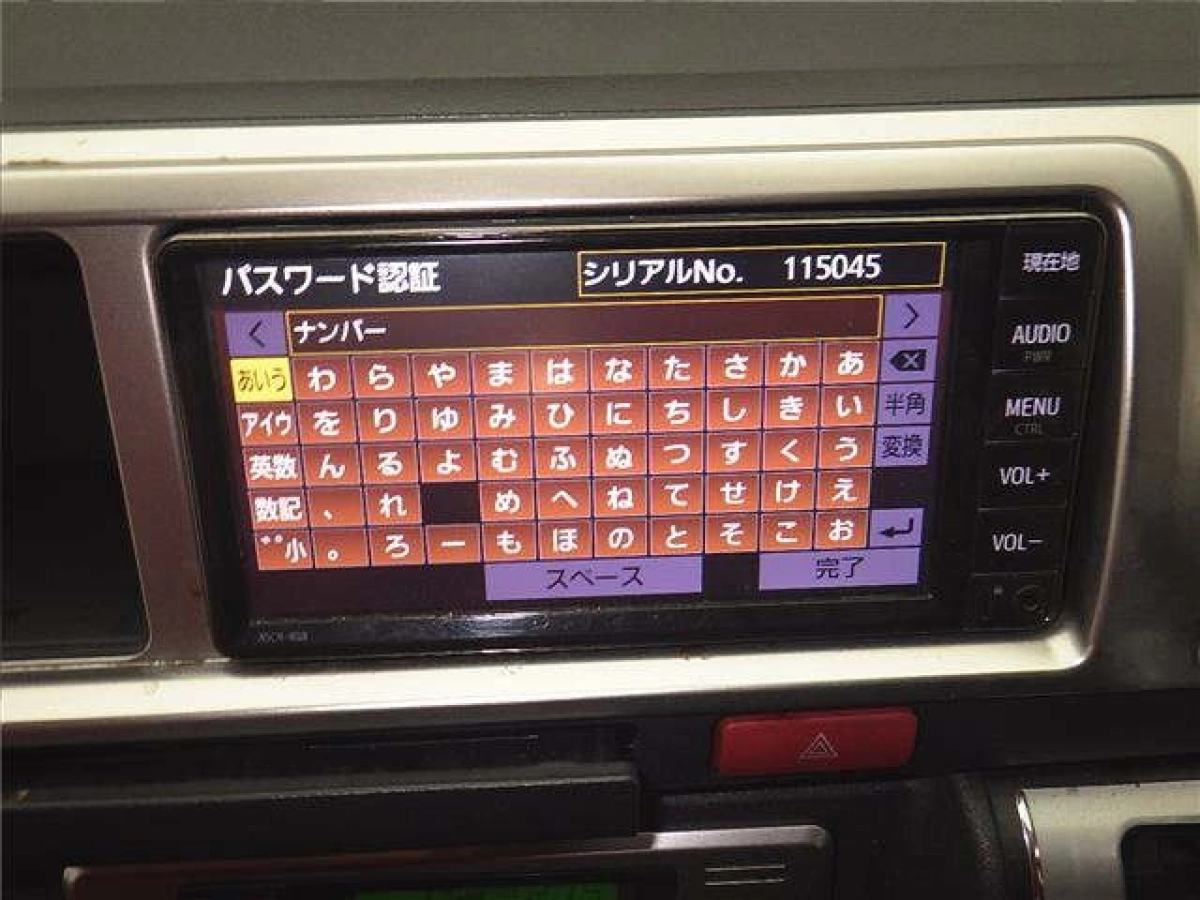 パスワード認証 シリアルNo. 115045
現在地
< ナンバー >
AUDIO
PWR
あいう わ ら や ま は な た さ か あ
アイウ を り ゆ み ひ に ち し き い 半角
MENU
CTRL
英数 ん る よ む ふ ぬ つ す く う 変換
VOL+
数記 、 れ め へ ね て せ け え
゛゜小 。 ろ ー も ほ の と そ こ お
VOL−
スペース 完了